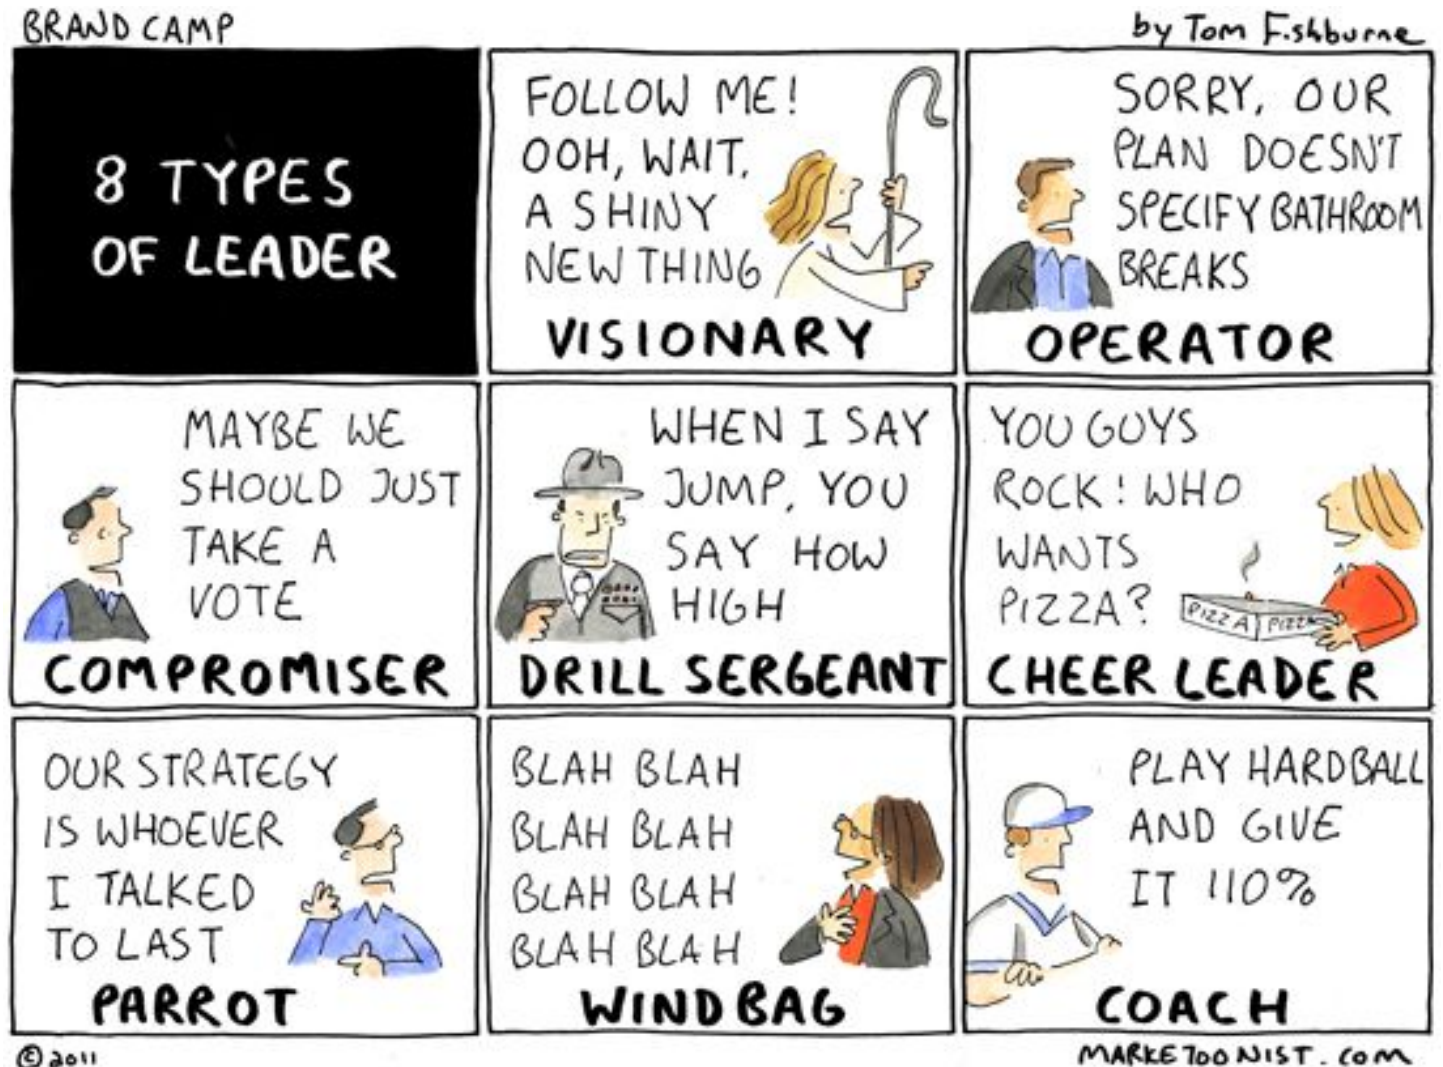 BRAND CAMP
by Tom Fishburne
8 TYPES
OF LEADER
FOLLOW ME!
OOH, WAIT,
A SHINY
NEW THING
VISIONARY
SORRY, OUR
PLAN DOESN'T
SPECIFY BATHROOM
BREAKS
OPERATOR
MAYBE WE
SHOULD JUST
TAKE A
VOTE
COMPROMISER
WHEN I SAY
JUMP, YOU
SAY HOW
HIGH
DRILL SERGEANT
YOU GUYS
ROCK! WHO
WANTS
PIZZA?
PIZZA PIZZA
CHEER LEADER
OUR STRATEGY
IS WHOEVER
I TALKED
TO LAST
PARROT
BLAH BLAH
BLAH BLAH
BLAH BLAH
BLAH BLAH
WINDBAG
PLAY HARDBALL
AND GIVE
IT 110%
COACH
© 2011
MARKETOONIST.COM